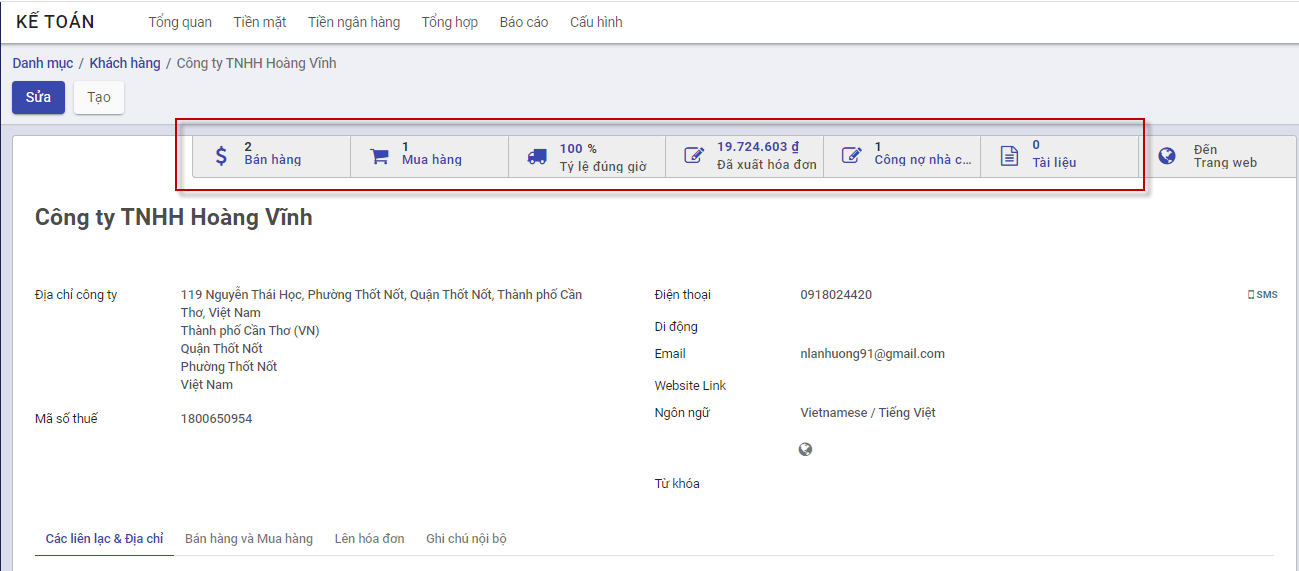 KẾ TOÁN Tổng quan Tiền mặt Tiền ngân hàng Tổng hợp Báo cáo Cấu hình
Danh mục / Khách hàng / Công ty TNHH Hoàng Vĩnh
Sửa Tạo
2 Bán hàng
1 Mua hàng
100 % Tỷ lệ đúng giờ
19.724.603 ₫ Đã xuất hóa đơn
1 Công nợ nhà c...
0 Tài liệu
Đến Trang web
Công ty TNHH Hoàng Vĩnh
Địa chỉ công ty 119 Nguyễn Thái Học, Phường Thốt Nốt, Quận Thốt Nốt, Thành phố Cần
Thơ, Việt Nam
Thành phố Cần Thơ (VN)
Quận Thốt Nốt
Phường Thốt Nốt
Việt Nam
Mã số thuế 1800650954
Điện thoại 0918024420 SMS
Di động
Email nlanhuong91@gmail.com
Website Link
Ngôn ngữ Vietnamese / Tiếng Việt
Từ khóa
Các liên lạc & Địa chỉ Bán hàng và Mua hàng Lên hóa đơn Ghi chú nội bộ